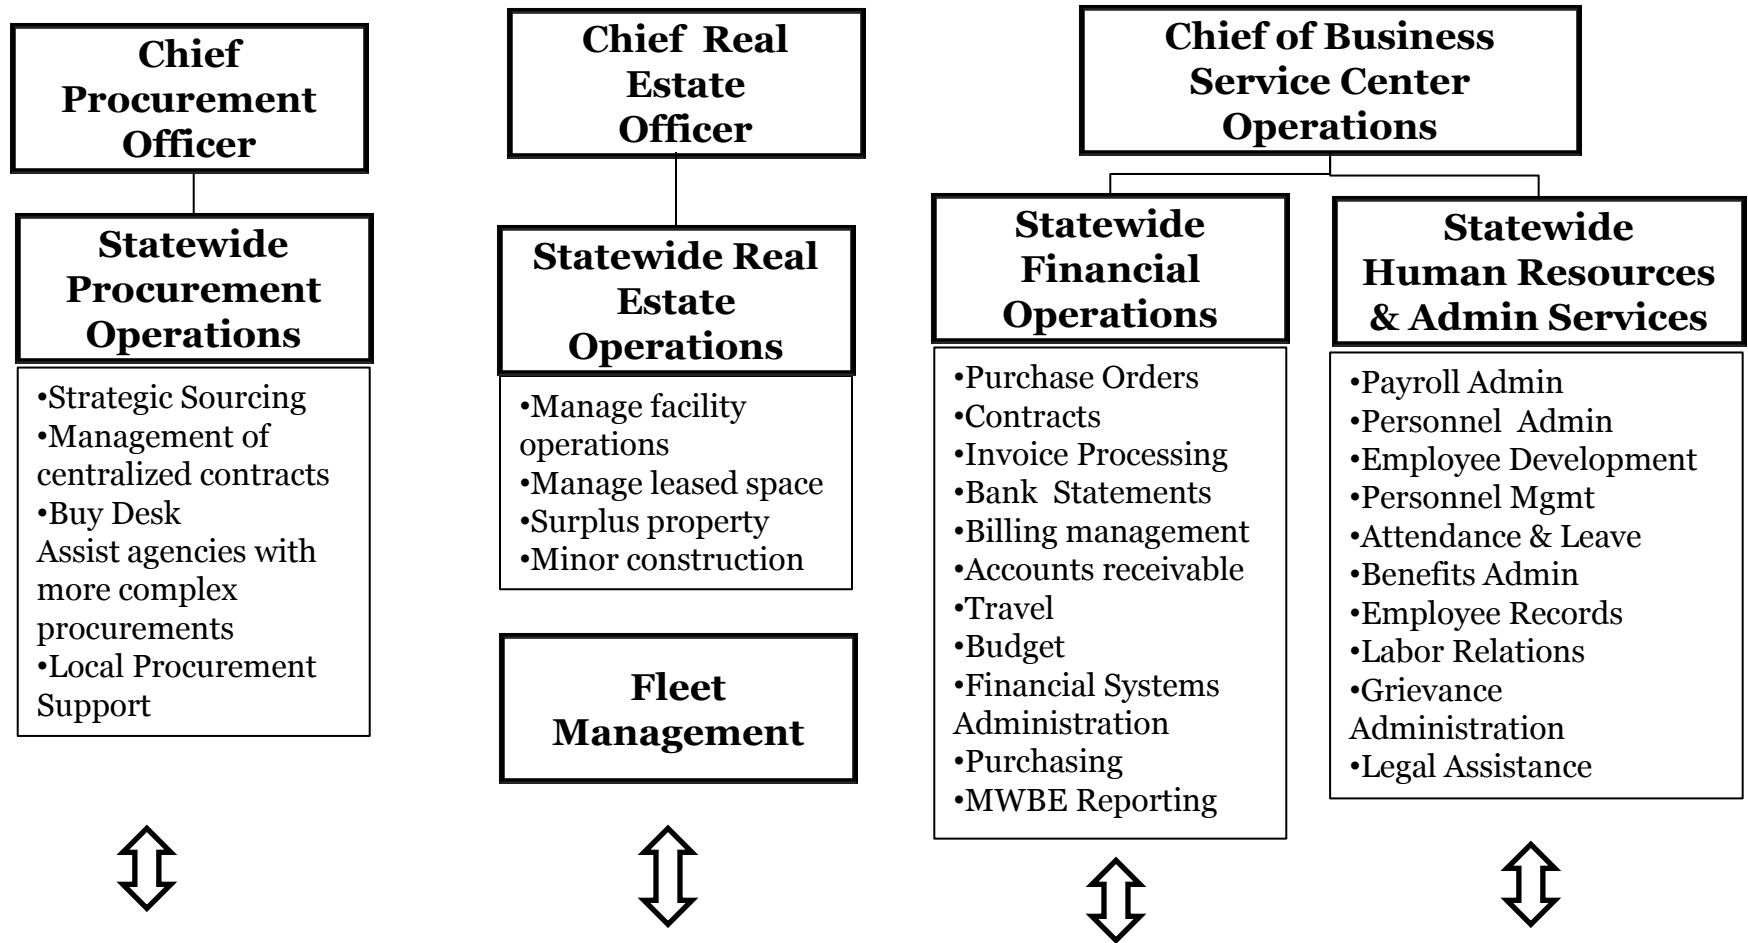 Chief
Procurement
Officer
Statewide
Procurement
Operations
•Strategic Sourcing
•Management of
centralized contracts
•Buy Desk
Assist agencies with
more complex
procurements
•Local Procurement
Support
Chief Real
Estate
Officer
Statewide Real
Estate
Operations
•Manage facility
operations
•Manage leased space
•Surplus property
•Minor construction
Fleet
Management
Chief of Business
Service Center
Operations
Statewide
Financial
Operations
•Purchase Orders
•Contracts
•Invoice Processing
•Bank Statements
•Billing management
•Accounts receivable
•Travel
•Budget
•Financial Systems
Administration
•Purchasing
•MWBE Reporting
Statewide
Human Resources
& Admin Services
•Payroll Admin
•Personnel Admin
•Employee Development
•Personnel Mgmt
•Attendance & Leave
•Benefits Admin
•Employee Records
•Labor Relations
•Grievance
Administration
•Legal Assistance